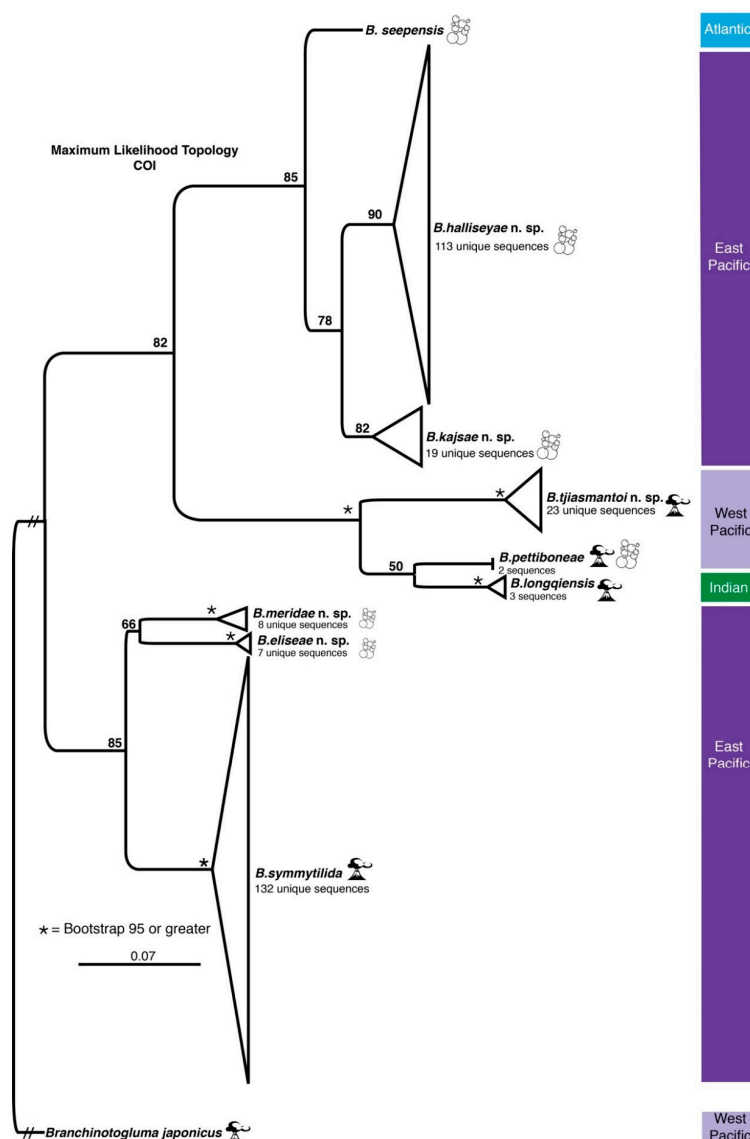 B. seepensis
Atlantic
Maximum Likelihood Topology
COI
85
90
B.halliseyae n. sp.
113 unique sequences
East
Pacific
78
82
82
B.kajsae n. sp.
19 unique sequences
*
*
B.tjiasmantoi n. sp.
23 unique sequences
West
Pacific
50
B.pettiboneae
2 sequences
*
B.longqiensis
3 sequences
Indian
66
*
B.meridae n. sp.
8 unique sequences
*
B.eliseae n. sp.
7 unique sequences
85
East
Pacific
*
B.symmytilida
132 unique sequences
* = Bootstrap 95 or greater
0.07
Branchinotogluma japonicus
West
Pacific